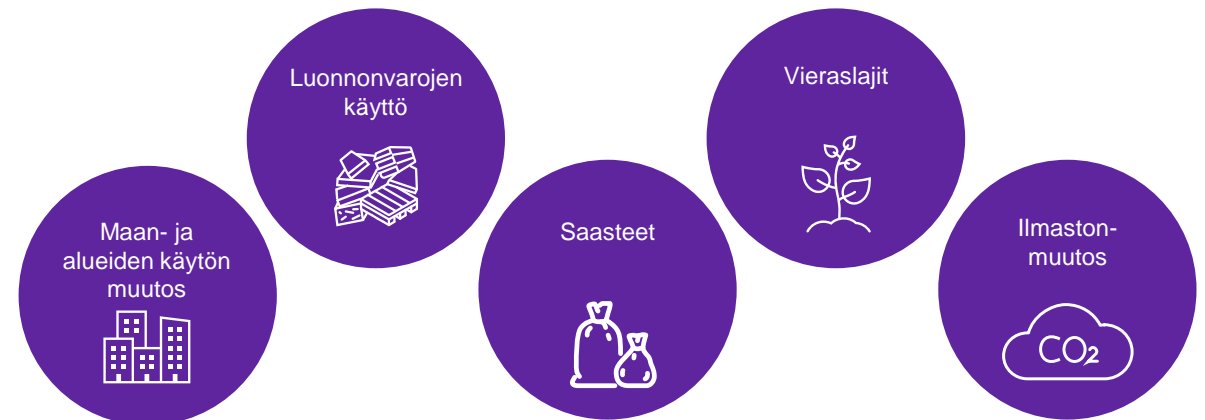 Maan- ja
alueiden käytön
muutos
Luonnonvarojen
käyttö
Saasteet
Vieraslajit
Ilmaston-
muutos
CO2